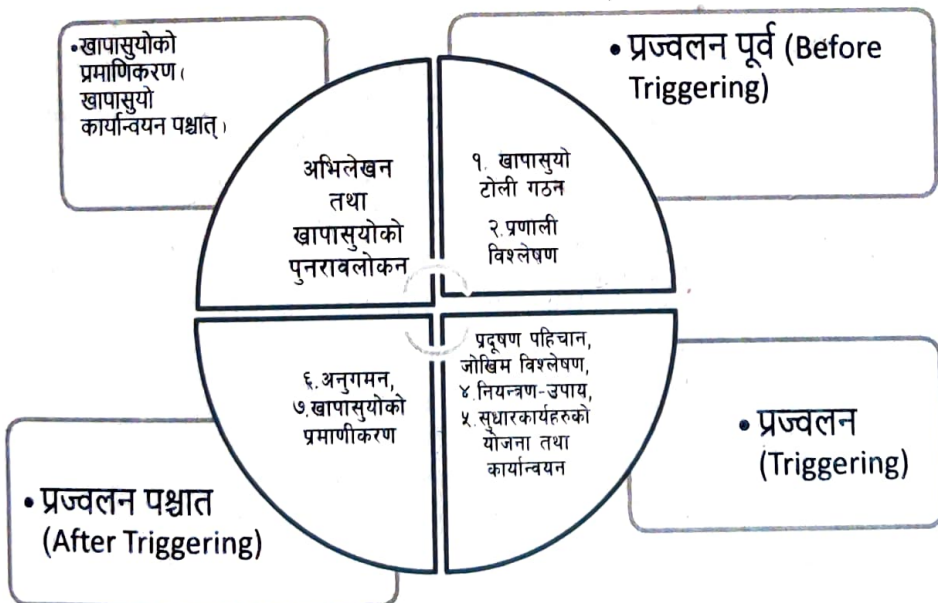 •खापासुयोको
प्रमाणिकरण।
खापासुयो
कार्यान्वयन पश्चात्।
• प्रज्वलन पूर्व (Before
Triggering)
अभिलेखन
तथा
खापासुयोको
पुनरावलोकन
१. खापासुयो
टोली गठन
२.प्रणाली
विश्लेषण
६.अनुगमन,
७.खापासुयोको
प्रमाणीकरण
प्रदूषण पहिचान,
जोखिम विश्लेषण,
४.नियन्त्रण-उपाय,
५.सुधारकार्यहरुको
योजना तथा
कार्यान्वयन
• प्रज्वलन पश्चात
(After Triggering)
• प्रज्वलन
(Triggering)